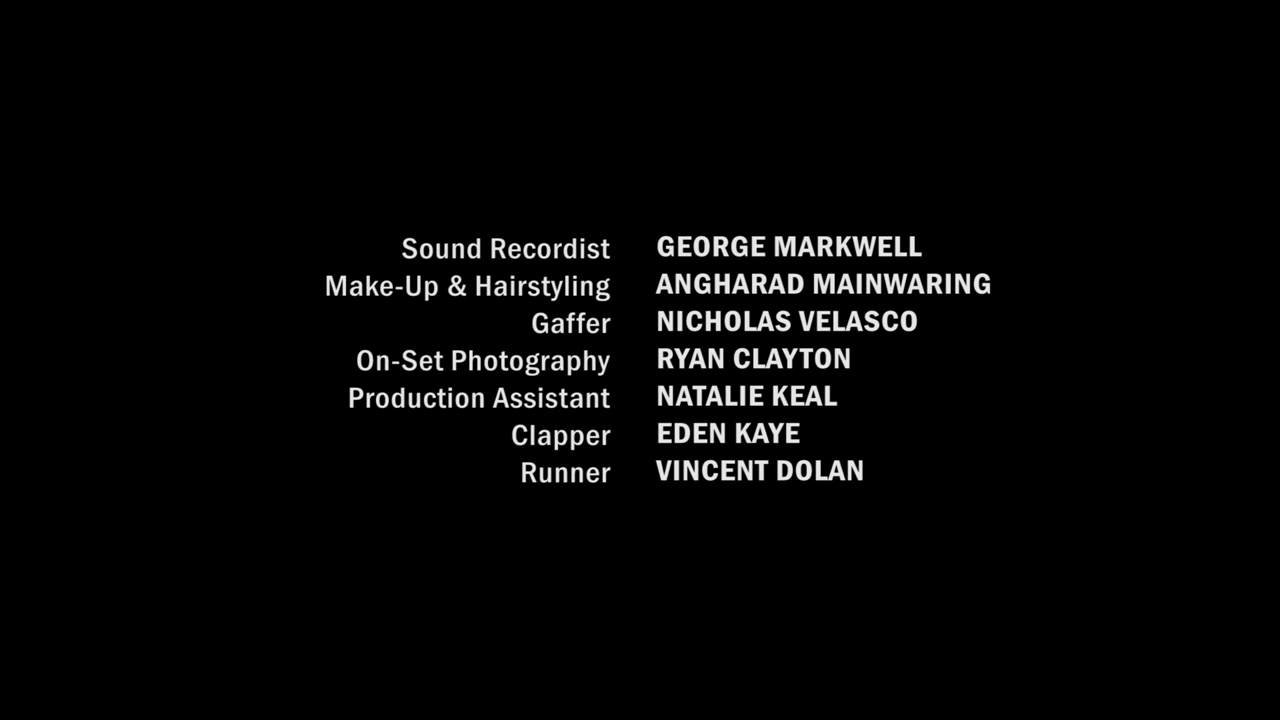 Sound Recordist GEORGE MARKWELL
Make-Up & Hairstyling ANGHARAD MAINWARING
Gaffer NICHOLAS VELASCO
On-Set Photography RYAN CLAYTON
Production Assistant NATALIE KEAL
Clapper EDEN KAYE
Runner VINCENT DOLAN